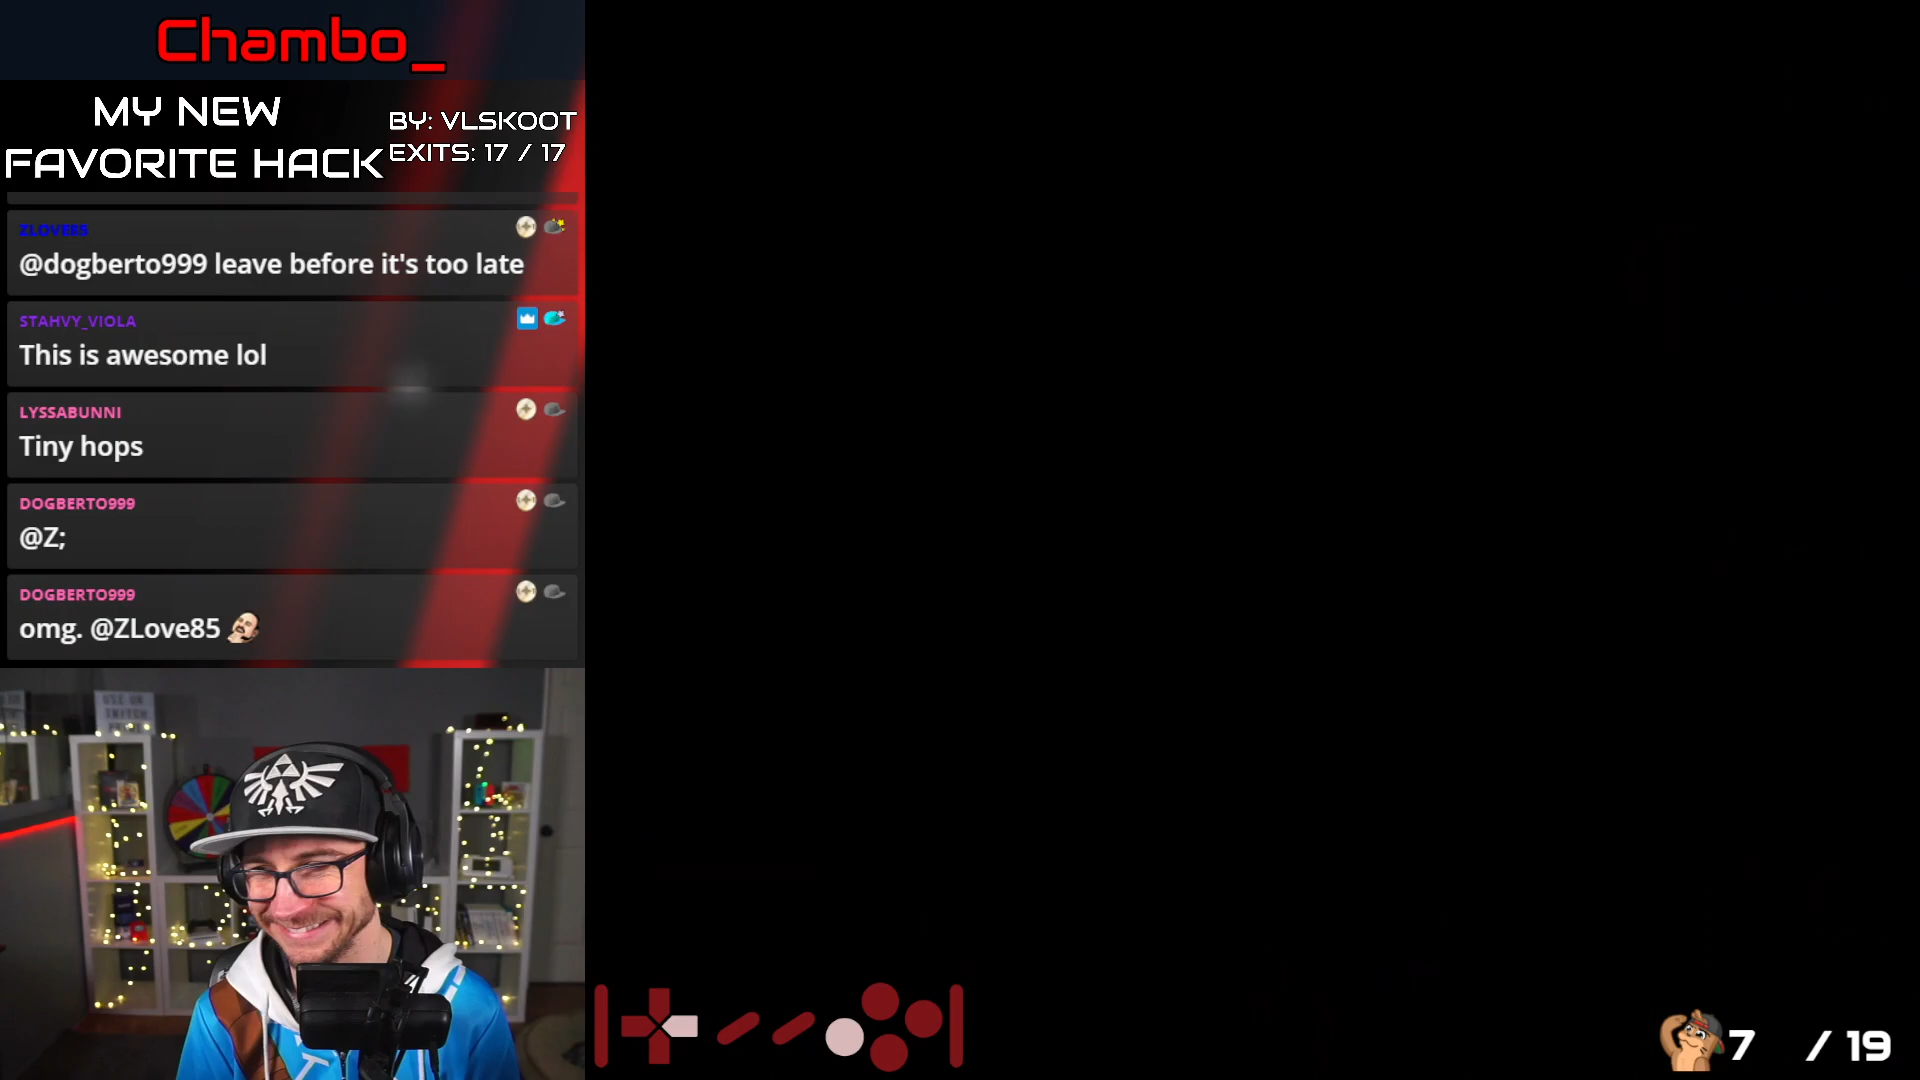 Chambo_
MY NEW
FAVORITE HACK
BY: VLSKOOT
EXITS: 17 / 17
ZLOVE85
@dogberto999 leave before it's too late
STAHVY_VIOLA
This is awesome lol
LYSSABUNNI
Tiny hops
DOGBERTO999
@Z;
DOGBERTO999
omg. @ZLove85
7 / 19